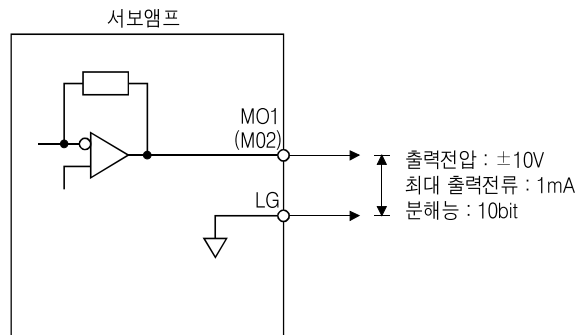 서보앰프
MO1
(MO2)
LG
출력전압 : ±10V
최대 출력전류 : 1mA
분해능 : 10bit